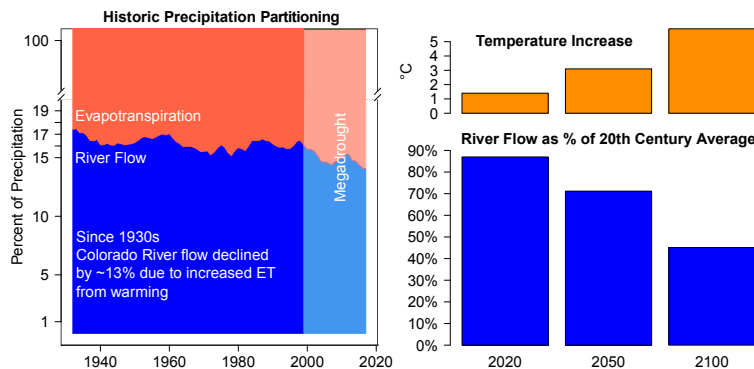 Historic Precipitation Partitioning
Percent of Precipitation
100
19
17
15
10
5
1
Evapotranspiration
River Flow
Megadrought
Since 1930s
Colorado River flow declined
by ~13% due to increased ET
from warming
1940
1960
1980
2000
2020
Temperature Increase
°C
5
4
3
2
1
0
River Flow as % of 20th Century Average
90%
80%
70%
60%
50%
40%
30%
20%
10%
0%
2020
2050
2100